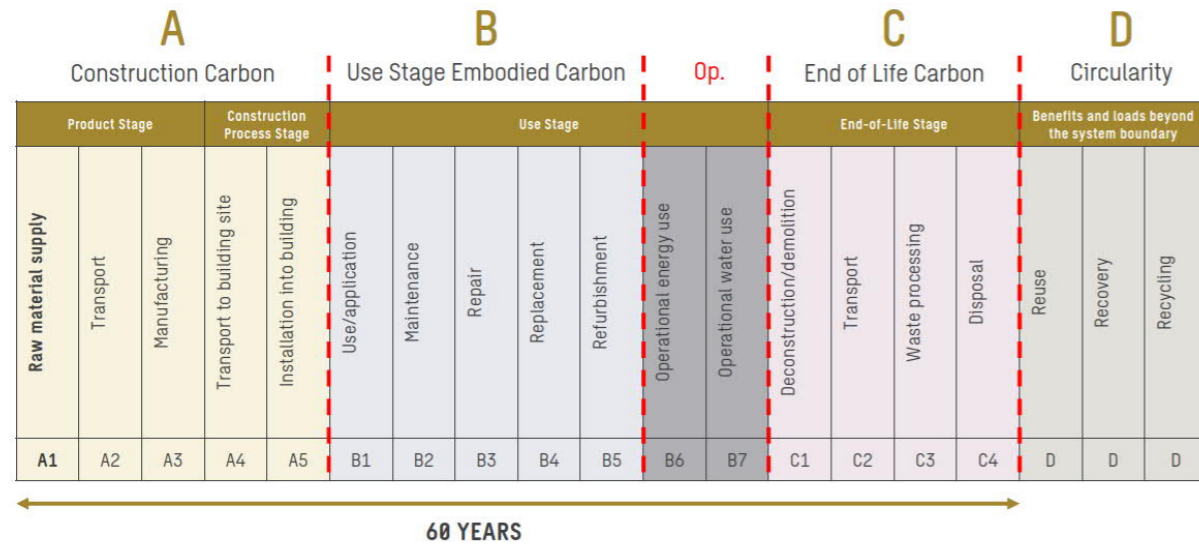 A
B
C
D
Construction Carbon
Use Stage Embodied Carbon
Op.
End of Life Carbon
Circularity
Product Stage
Construction
Process Stage
Use Stage
End-of-Life Stage
Benefits and loads beyond
the system boundary
Raw material supply
Transport
Manufacturing
Transport to building site
Installation into building
Use/application
Maintenance
Repair
Replacement
Refurbishment
Operational energy use
Operational water use
Deconstruction/demolition
Transport
Waste processing
Disposal
Reuse
Recovery
Recycling
A1
A2
A3
A4
A5
B1
B2
B3
B4
B5
B6
B7
C1
C2
C3
C4
D
D
D
60 YEARS